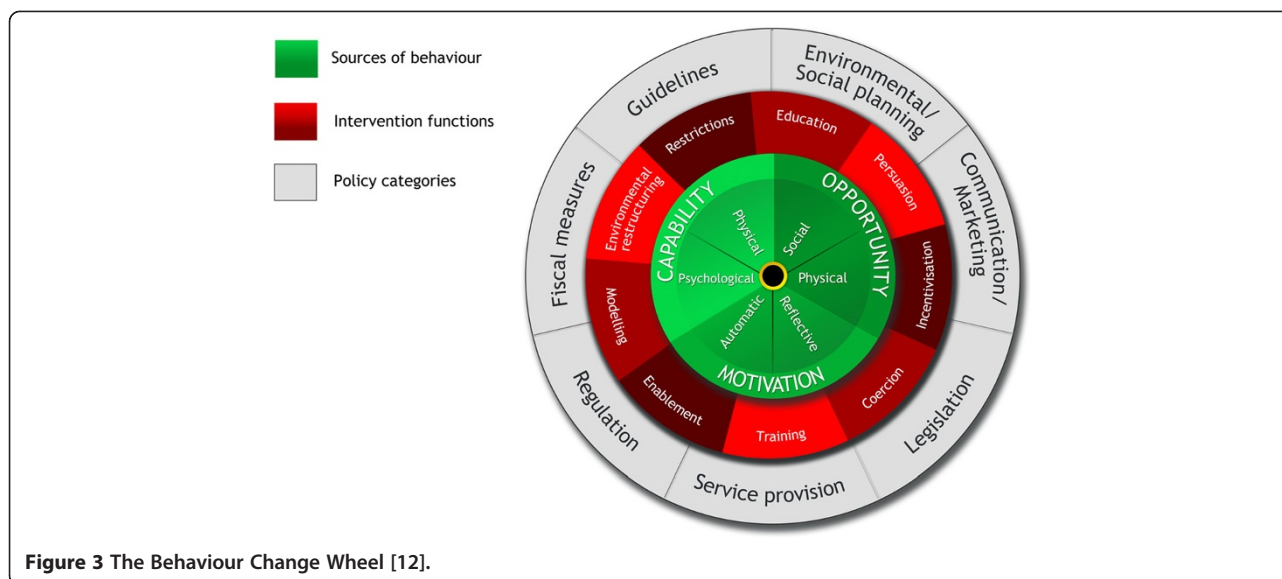 Sources of behaviour
Intervention functions
Policy categories
Guidelines
Environmental/
Social planning
Communication/
Marketing
Legislation
Service provision
Regulation
Fiscal measures
Restrictions
Education
Persuasion
Incentivisation
Coercion
Training
Enablement
Modelling
Environmental
restructuring
CAPABILITY
OPPORTUNITY
MOTIVATION
Physical
Social
Psychological
Physical
Automatic
Reflective
Figure 3 The Behaviour Change Wheel [12].